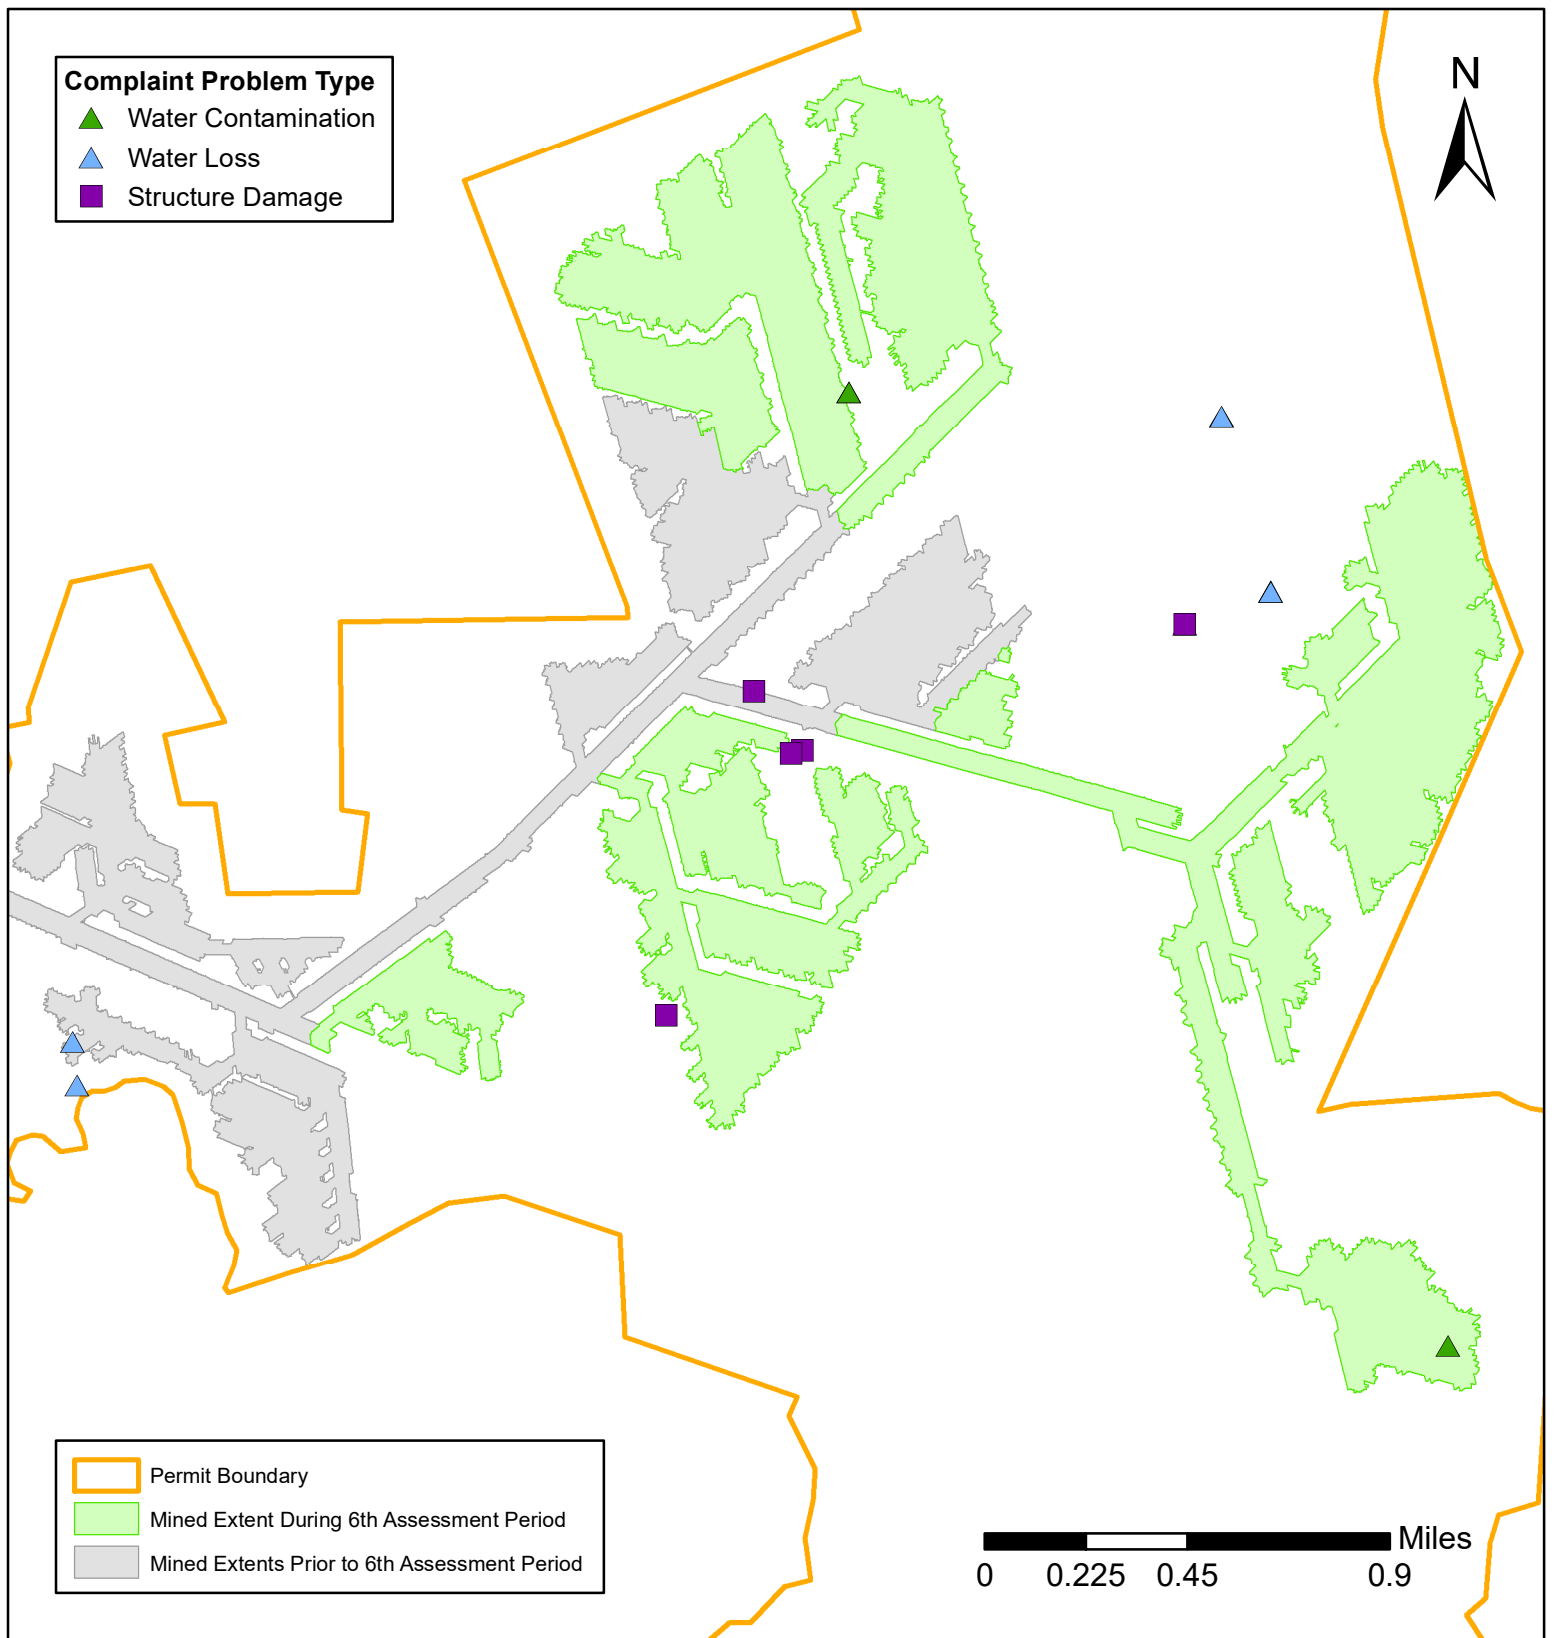 Complaint Problem Type
Water Contamination
Water Loss
Structure Damage
N
Permit Boundary
Mined Extent During 6th Assessment Period
Mined Extents Prior to 6th Assessment Period
Miles
0 0.225 0.45 0.9